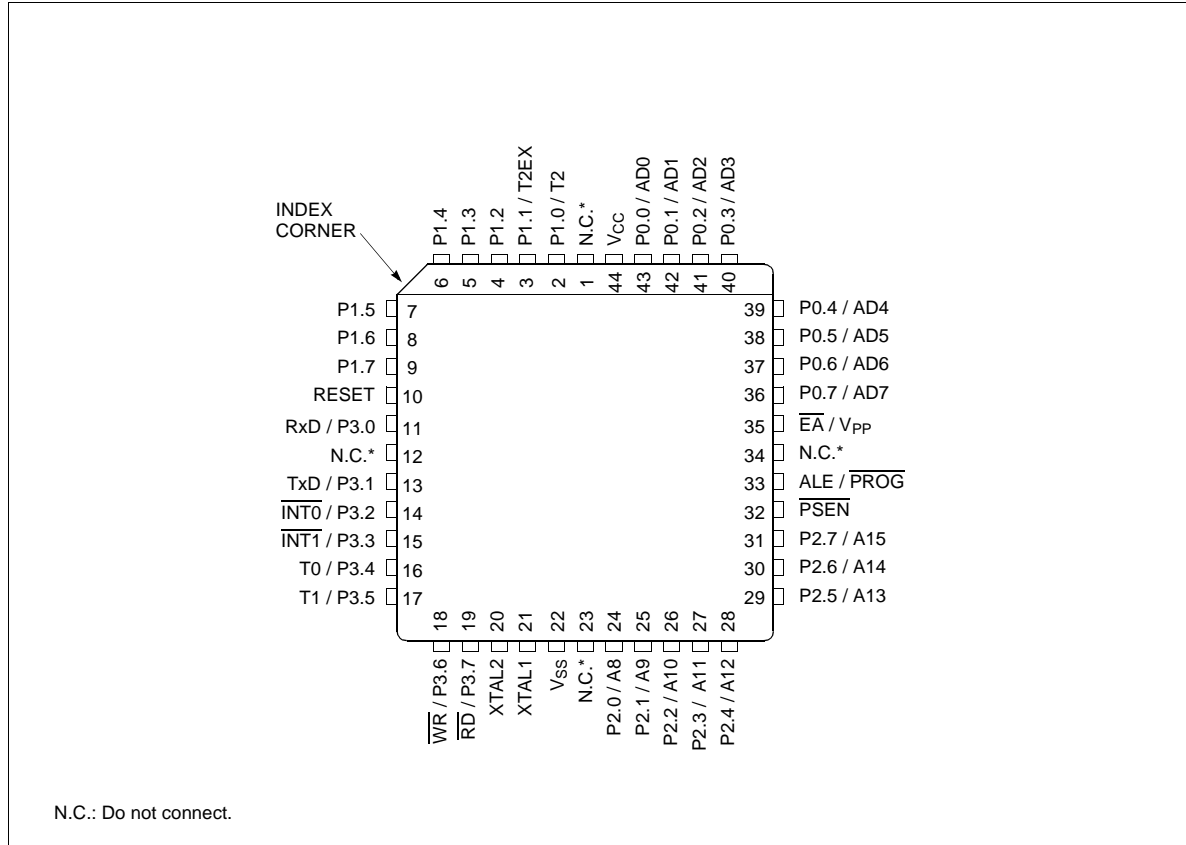 INDEX
CORNER
P1.4
P1.3
P1.2
P1.1 / T2EX
P1.0 / T2
N.C.*
VCC
P0.0 / AD0
P0.1 / AD1
P0.2 / AD2
P0.3 / AD3
6
5
4
3
2
1
44
43
42
41
40
P1.5 7
P1.6 8
P1.7 9
RESET 10
RxD / P3.0 11
N.C.* 12
TxD / P3.1 13
INT0 / P3.2 14
INT1 / P3.3 15
T0 / P3.4 16
T1 / P3.5 17
39 P0.4 / AD4
38 P0.5 / AD5
37 P0.6 / AD6
36 P0.7 / AD7
35 EA / VPP
34 N.C.*
33 ALE / PROG
32 PSEN
31 P2.7 / A15
30 P2.6 / A14
29 P2.5 / A13
18
19
20
21
22
23
24
25
26
27
28
WR / P3.6
RD / P3.7
XTAL2
XTAL1
VSS
N.C.*
P2.0 / A8
P2.1 / A9
P2.2 / A10
P2.3 / A11
P2.4 / A12
N.C.: Do not connect.